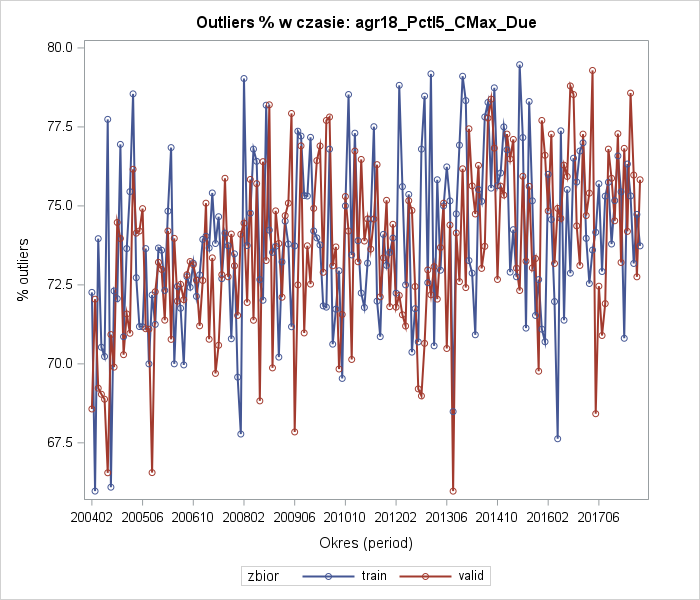 Outliers % w czasie: agr18_Pctl5_CMax_Due
80.0
77.5
75.0
72.5
70.0
67.5
% outliers
200402 200506 200610 200802 200906 201010 201202 201306 201410 201602 201706
Okres (period)
zbior train valid